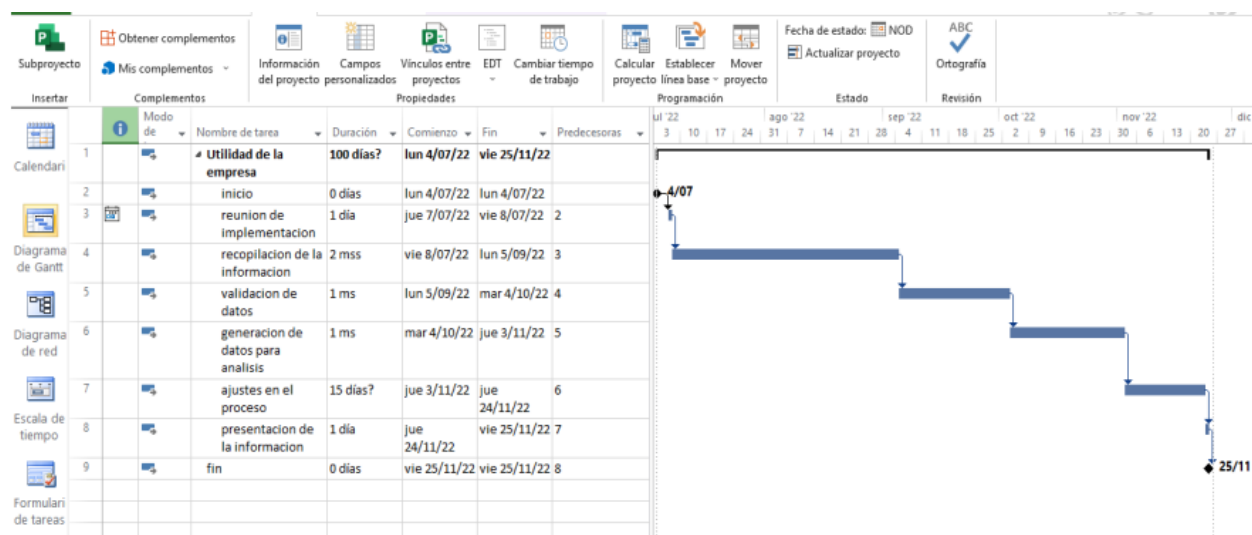 Subproyecto
Insertar
Obtener complementos
Mis complementos
Complementos
Información
del proyecto
Campos
personalizados
Vínculos entre
proyectos
EDT
Cambiar tiempo
de trabajo
Propiedades
Calcular
proyecto
Establecer
línea base
Mover
proyecto
Programación
Fecha de estado: NOD
Actualizar proyecto
Estado
ABC
Ortografía
Revisión
Calendari
Diagrama
de Gantt
Diagrama
de red
Escala de
tiempo
Formulari
de tareas
Modo
de Nombre de tarea Duración Comienzo Fin Predecesoras
1 Utilidad de la 100 días? lun 4/07/22 vie 25/11/22
empresa
2 inicio 0 días lun 4/07/22 lun 4/07/22
3 reunion de 1 día jue 7/07/22 vie 8/07/22 2
implementacion
4 recopilacion de la 2 mss vie 8/07/22 lun 5/09/22 3
informacion
5 validacion de 1 ms lun 5/09/22 mar 4/10/22 4
datos
6 generacion de 1 ms mar 4/10/22 jue 3/11/22 5
datos para
analisis
7 ajustes en el 15 días? jue 3/11/22 jue 6
proceso 24/11/22
8 presentacion de 1 día jue vie 25/11/22 7
la informacion 24/11/22
9 fin 0 días vie 25/11/22 vie 25/11/22 8
ul '22 ago '22 sep '22 oct '22 nov '22 dic
3 10 17 24 31 7 14 21 28 4 11 18 25 2 9 16 23 30 6 13 20 27
4/07
25/11